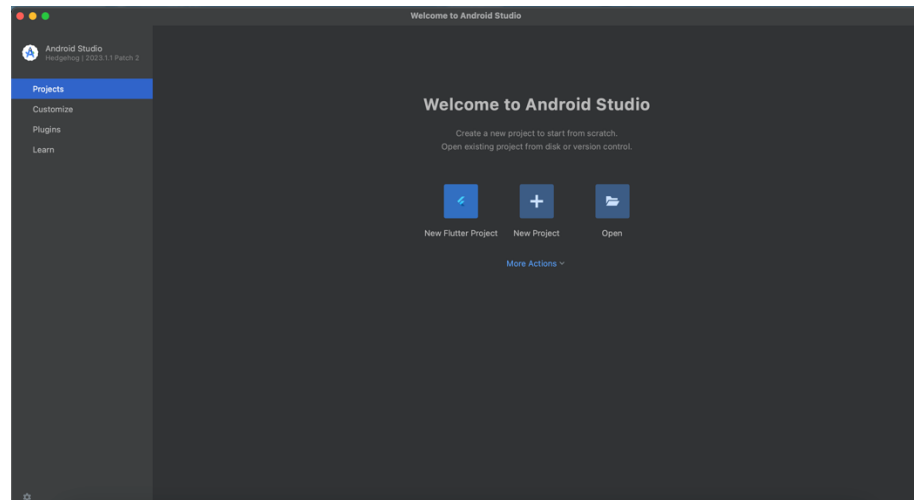 Welcome to Android Studio
Android Studio
Hedgehog | 2023.1.1 Patch 2
Projects
Customize
Plugins
Learn
Welcome to Android Studio
Create a new project to start from scratch.
Open existing project from disk or version control.
New Flutter Project
New Project
Open
More Actions